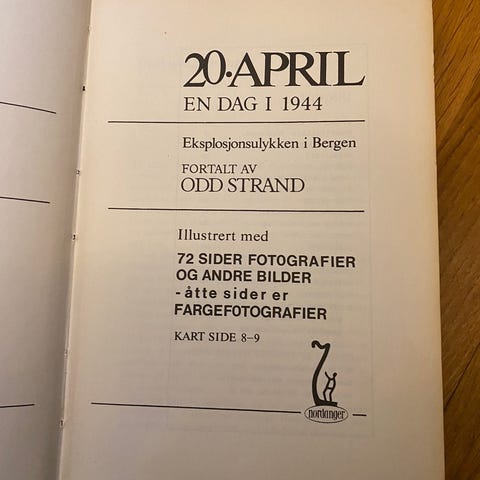 20·APRIL
EN DAG I 1944
Eksplosjonsulykken i Bergen
FORTALT AV
ODD STRAND
Illustrert med
72 SIDER FOTOGRAFIER
OG ANDRE BILDER
- åtte sider er
FARGEFOTOGRAFIER
KART SIDE 8–9
nordanger